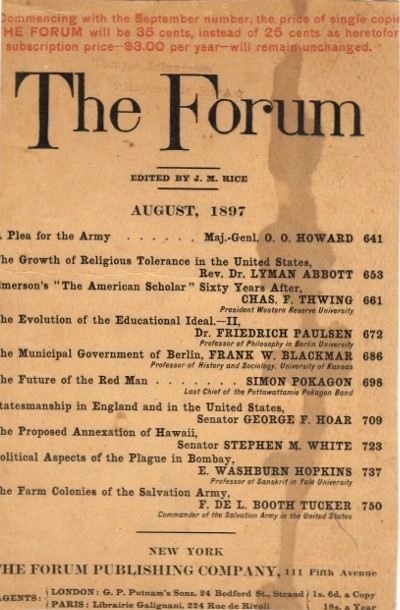 Commencing with the September number, the price of single copie
THE FORUM will be 35 cents, instead of 25 cents as heretofor
subscription price—$3.00 per year—will remain unchanged.
The Forum
EDITED BY J. M. RICE
AUGUST, 1897
A Plea for the Army . . . . . . Maj.-Genl. O. O. HOWARD 641
The Growth of Religious Tolerance in the United States,
Rev. Dr. LYMAN ABBOTT 653
Emerson's "The American Scholar" Sixty Years After,
CHAS. F. THWING 661
President Western Reserve University
The Evolution of the Educational Ideal.—II,
Dr. FRIEDRICH PAULSEN 672
Professor of Philosophy in Berlin University
The Municipal Government of Berlin, FRANK W. BLACKMAR 686
Professor of History and Sociology, University of Kansas
The Future of the Red Man . . . . . . . SIMON POKAGON 698
Last Chief of the Pottawattamie Pokagon Band
tatesmanship in England and in the United States,
Senator GEORGE F. HOAR 709
The Proposed Annexation of Hawaii,
Senator STEPHEN M. WHITE 723
olitical Aspects of the Plague in Bombay,
E. WASHBURN HOPKINS 737
Professor of Sanskrit in Yale University
The Farm Colonies of the Salvation Army,
F. DE L. BOOTH TUCKER 750
Commander of the Salvation Army in the United States
NEW YORK
THE FORUM PUBLISHING COMPANY, 111 Fifth Avenue
AGENTS: LONDON: G. P. Putnam's Sons, 24 Bedford St., Strand 1s. 6d. a Copy
PARIS: Librairie Galignani, 224 Rue de Rivoli 18s. a Year